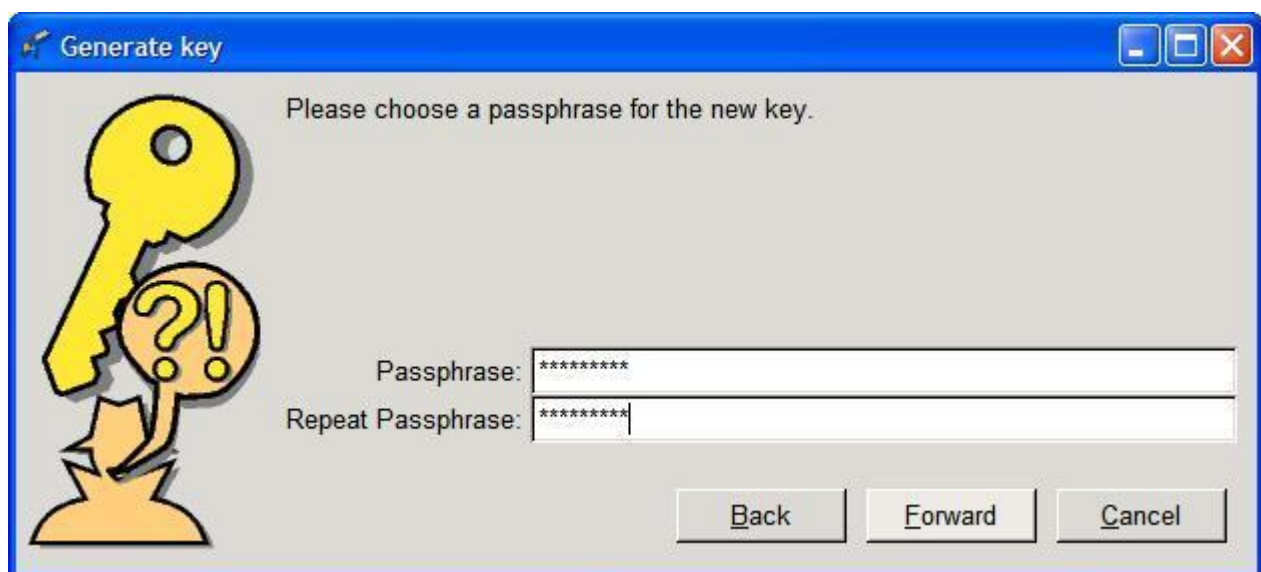 Generate key
Please choose a passphrase for the new key.
?!
Passphrase: *********
Repeat Passphrase: *********
Back Forward Cancel